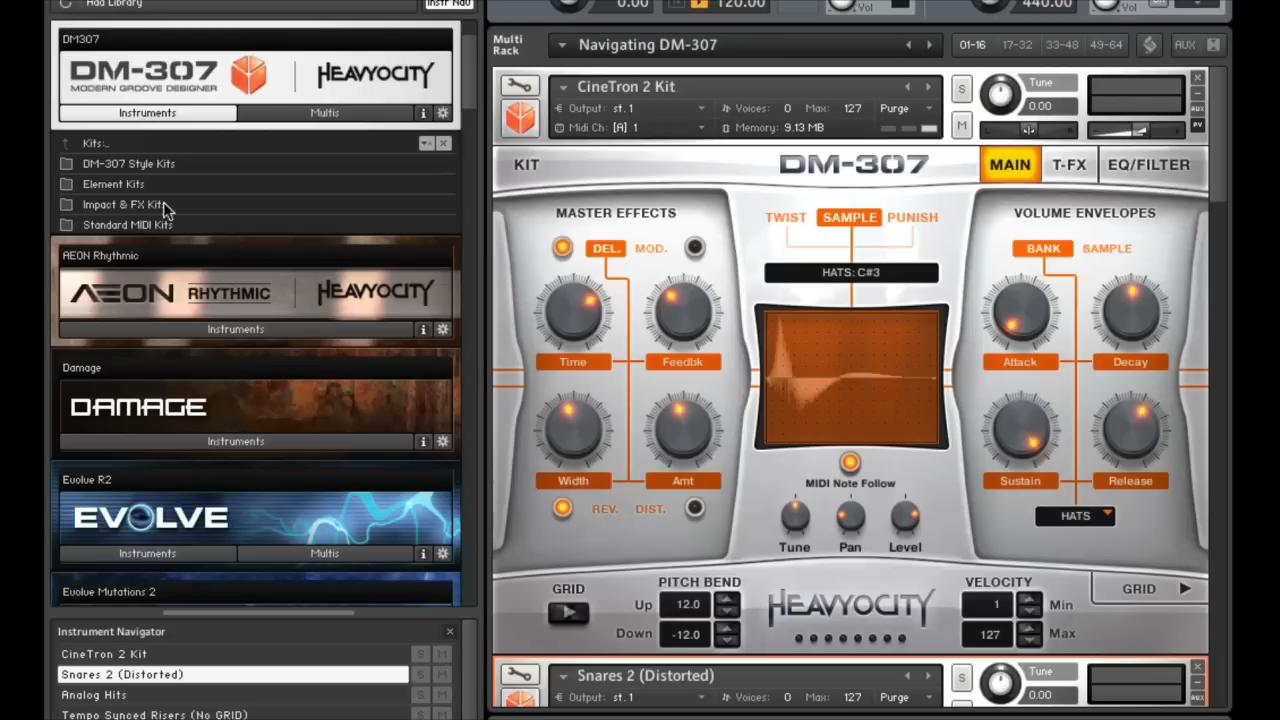 Add Library
Instr Nav
DM307
DM-307
MODERN GROOVE DESIGNER
HEAVYOCITY
Instruments
Multis
i
Kits:..
DM-307 Style Kits
Element Kits
Impact & FX Kits
Standard MIDI Kits
AEON Rhythmic
AEON RHYTHMIC
HEAVYOCITY
Instruments
i
Damage
DAMAGE
Instruments
i
Evolve R2
EVOLVE
Instruments
Multis
i
Evolve Mutations 2
Instrument Navigator
CineTron 2 Kit
S M
Snares 2 (Distorted)
S M
Analog Hits
S M
Tempo Synced Risers (No GRID)
0.00
120.00
Vol
440.00
Vol
Multi
Rack
Navigating DM-307
01-16 17-32 33-48 49-64
AUX
CineTron 2 Kit
Output: st.1
Voices: 0 Max: 127
Purge
Midi Ch: [A] 1
Memory: 9.13 MB
S
M
Tune
0.00
L R
AUX
PV
KIT
DM-307
MAIN
T-FX
EQ/FILTER
MASTER EFFECTS
DEL.
MOD.
Time
Feedbk
Width
Amt
REV.
DIST.
TWIST
SAMPLE
PUNISH
HATS: C#3
MIDI Note Follow
Tune
Pan
Level
VOLUME ENVELOPES
BANK
SAMPLE
Attack
Decay
Sustain
Release
HATS
GRID
PITCH BEND
Up
12.0
Down
-12.0
HEAVYOCITY
VELOCITY
1
Min
127
Max
GRID
Snares 2 (Distorted)
Output: st.1
Voices: 0 Max: 127
Purge
S
Tune
0.00
AUX